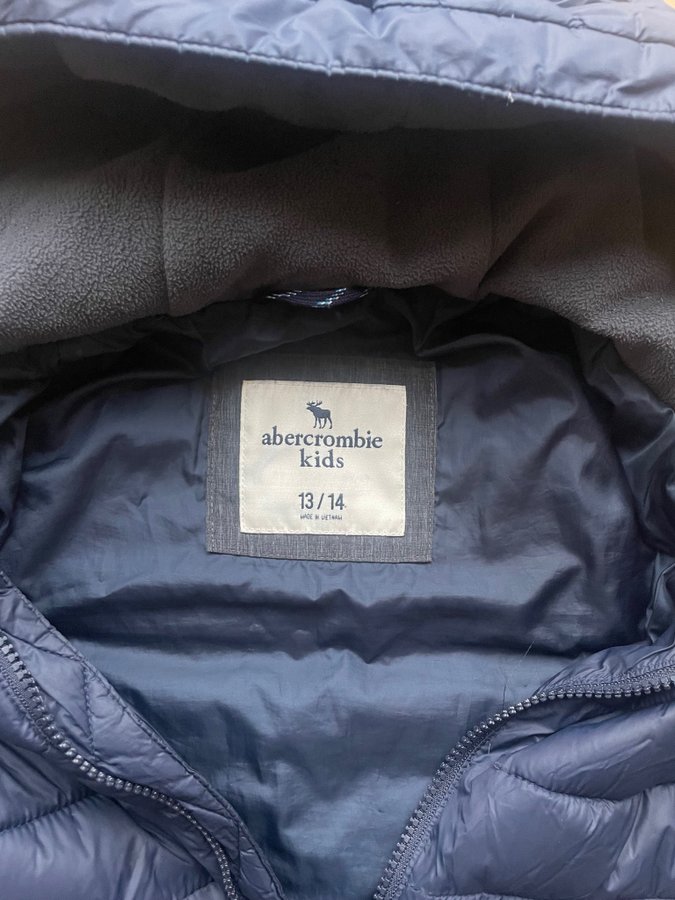 abercrombie
kids
13/14
MADE IN VIETNAM